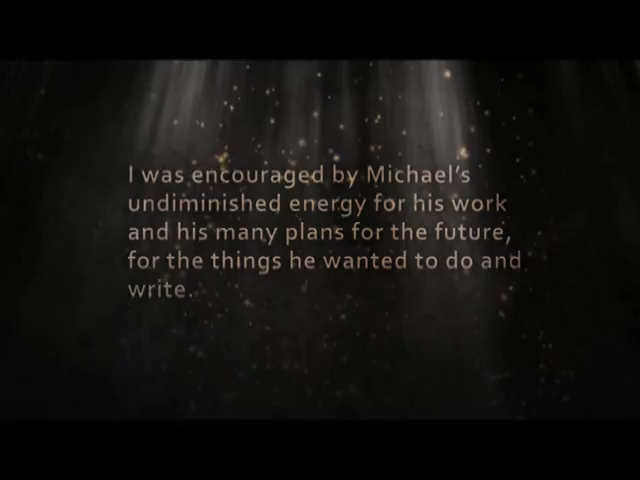 I was encouraged by Michael's
undiminished energy for his work
and his many plans for the future,
for the things he wanted to do and
write.